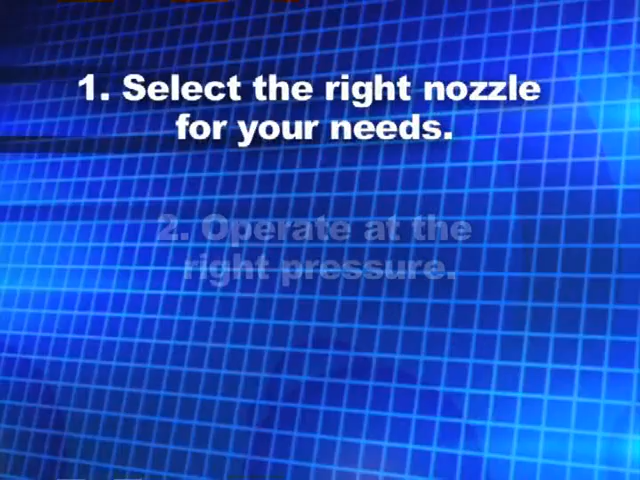 1. Select the right nozzle
for your needs.
2. Operate at the
right pressure.